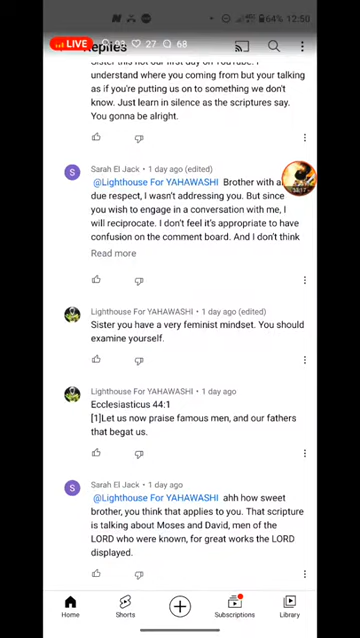 64% 12:50
LIVE 93 27 68
Replies
Sister this not our first day on YouTube. I
understand where you coming from but your talking
as if you're putting us on to something we don't
know. Just learn in silence as the scriptures say.
You gonna be alright.
S
Sarah El Jack • 1 day ago (edited)
@Lighthouse For YAHAWASHI Brother with all
due respect, I wasn't addressing you. But since
you wish to engage in a conversation with me, I
will reciprocate. I don't feel it's appropriate to have
confusion on the comment board. And I don't think
Read more
Lighthouse For YAHAWASHI • 1 day ago (edited)
Sister you have a very feminist mindset. You should
examine yourself.
Lighthouse For YAHAWASHI • 1 day ago
Ecclesiasticus 44:1
[1]Let us now praise famous men, and our fathers
that begat us.
S
Sarah El Jack • 1 day ago
@Lighthouse For YAHAWASHI ahh how sweet
brother, you think that applies to you. That scripture
is talking about Moses and David, men of the
LORD who were known, for great works the LORD
displayed.
Home Shorts Subscriptions Library